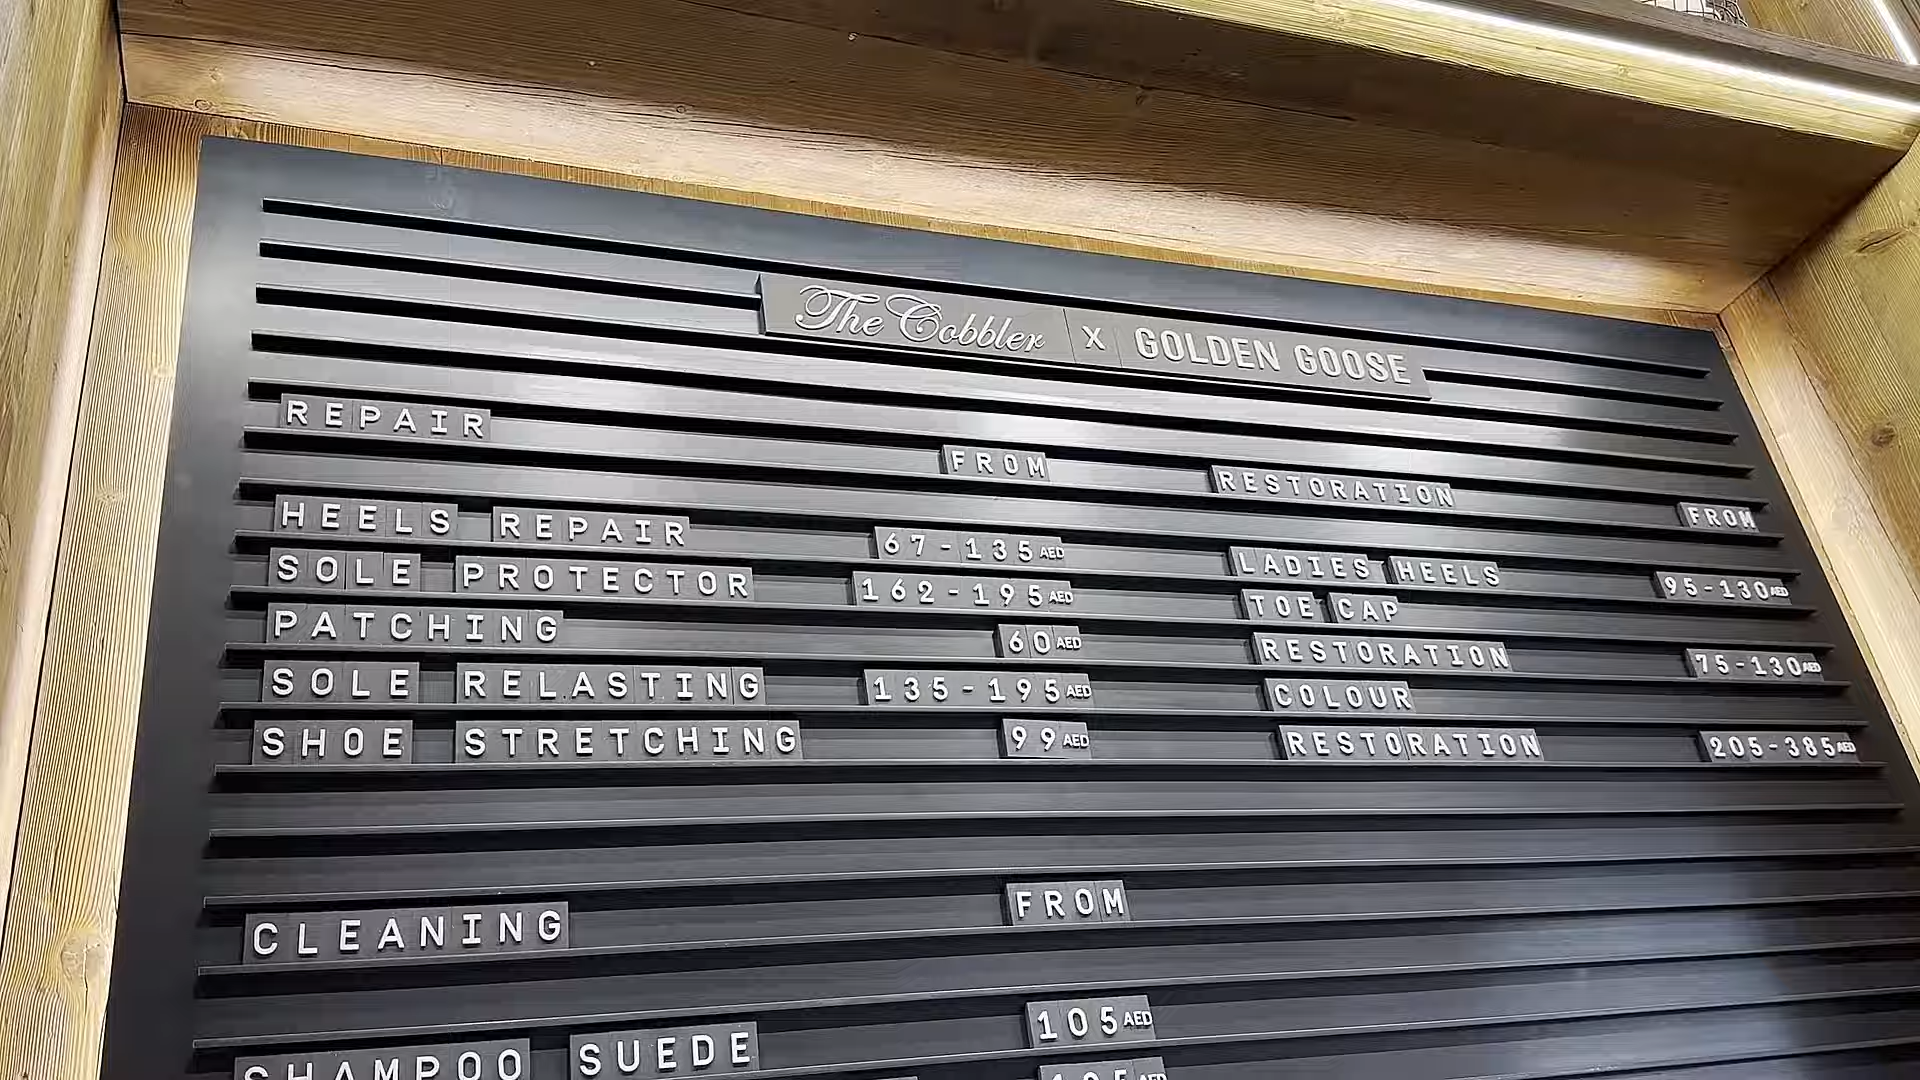 The Cobbler X GOLDEN GOOSE
REPAIR FROM
HEELS REPAIR 67-135 AED
SOLE PROTECTOR 162-195 AED
PATCHING 60 AED
SOLE RELASTING 135-195 AED
SHOE STRETCHING 99 AED
RESTORATION FROM
LADIES HEELS 95-130 AED
TOE CAP
RESTORATION 75-130 AED
COLOUR
RESTORATION 205-385 AED
CLEANING FROM
SHAMPOO SUEDE 105 AED